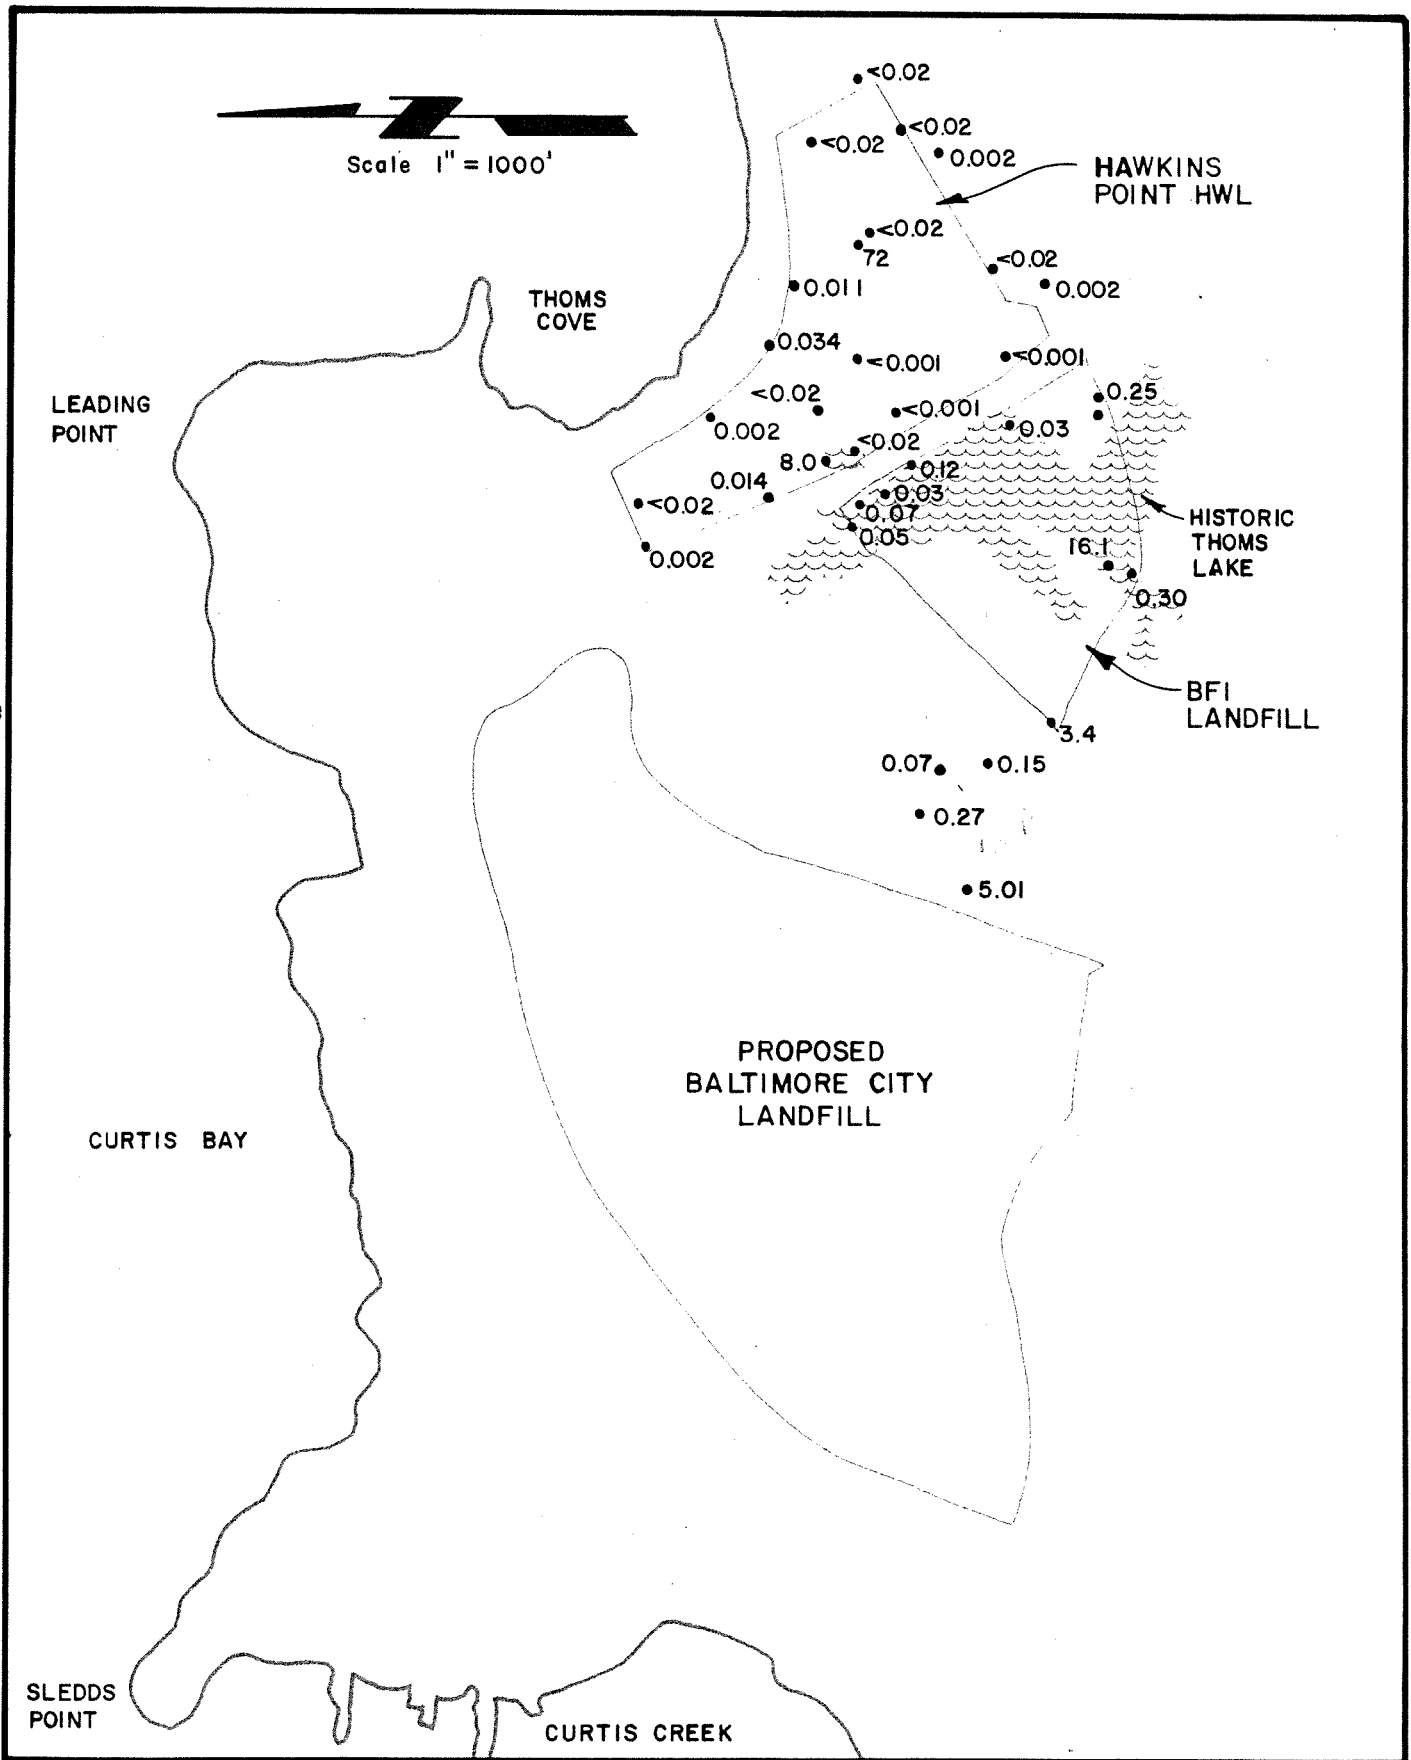 <0.02
<0.02
<0.02
0.002
Scale 1" = 1000'
HAWKINS
POINT HWL
<0.02
72
<0.02
0.002
0.011
THOMS
COVE
0.034
<0.001
<0.001
<0.02
0.25
LEADING
POINT
0.002
<0.001
0.03
<0.02
8.0
0.12
0.014
0.03
<0.02
0.07
0.05
HISTORIC
THOMS
LAKE
0.002
16.1
0.30
BFI
LANDFILL
3.4
0.07
0.15
0.27
5.01
PROPOSED
BALTIMORE CITY
LANDFILL
CURTIS BAY
SLEDDS
POINT
CURTIS CREEK